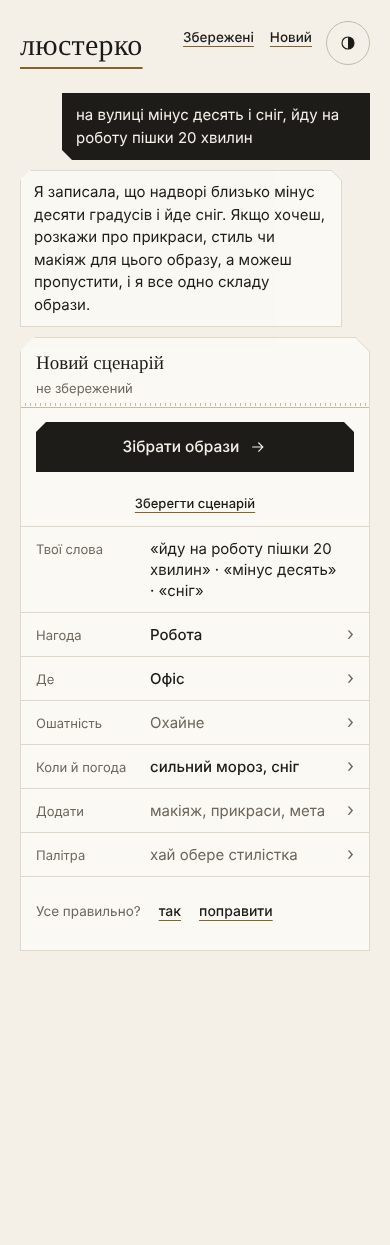 люстерко
Збережені Новий
на вулиці мінус десять і сніг, йду на
роботу пішки 20 хвилин
Я записала, що надворі близько мінус
десяти градусів і йде сніг. Якщо хочеш,
розкажи про прикраси, стиль чи
макіяж для цього образу, а можеш
пропустити, і я все одно складу
образи.
Новий сценарій
не збережений
Зібрати образи →
Зберегти сценарій
Твої слова «йду на роботу пішки 20
хвилин» · «мінус десять»
· «сніг»
Нагода Робота
Де Офіс
Ошатність Охайне
Коли й погода сильний мороз, сніг
Додати макіяж, прикраси, мета
Палітра хай обере стилістка
Усе правильно? так поправити